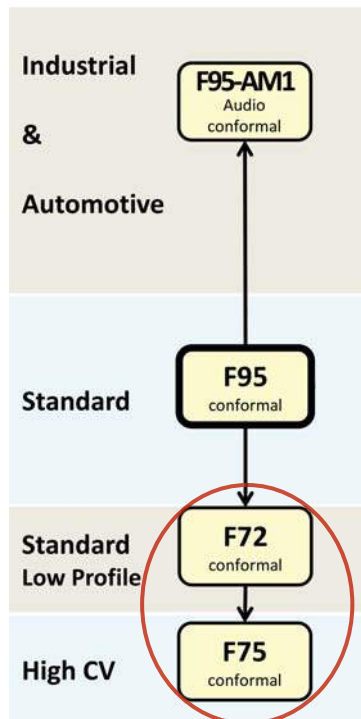 Industrial
&
Automotive
F95-AM1
Audio
conformal
Standard
F95
conformal
Standard
Low Profile
F72
conformal
High CV
F75
conformal